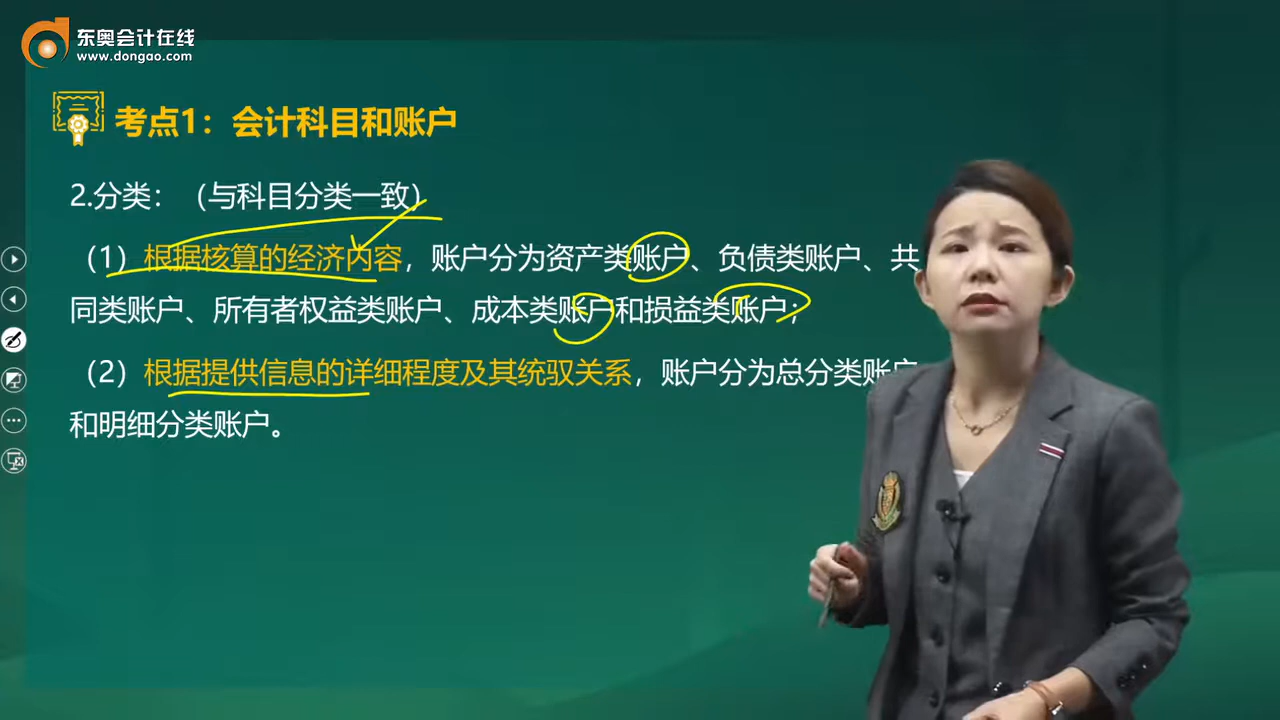 东奥会计在线
www.dongao.com
考点1：会计科目和账户
2.分类：（与科目分类一致）
（1）根据核算的经济内容，账户分为资产类账户、负债类账户、共
同类账户、所有者权益类账户、成本类账户和损益类账户；
（2）根据提供信息的详细程度及其统驭关系，账户分为总分类账户
和明细分类账户。